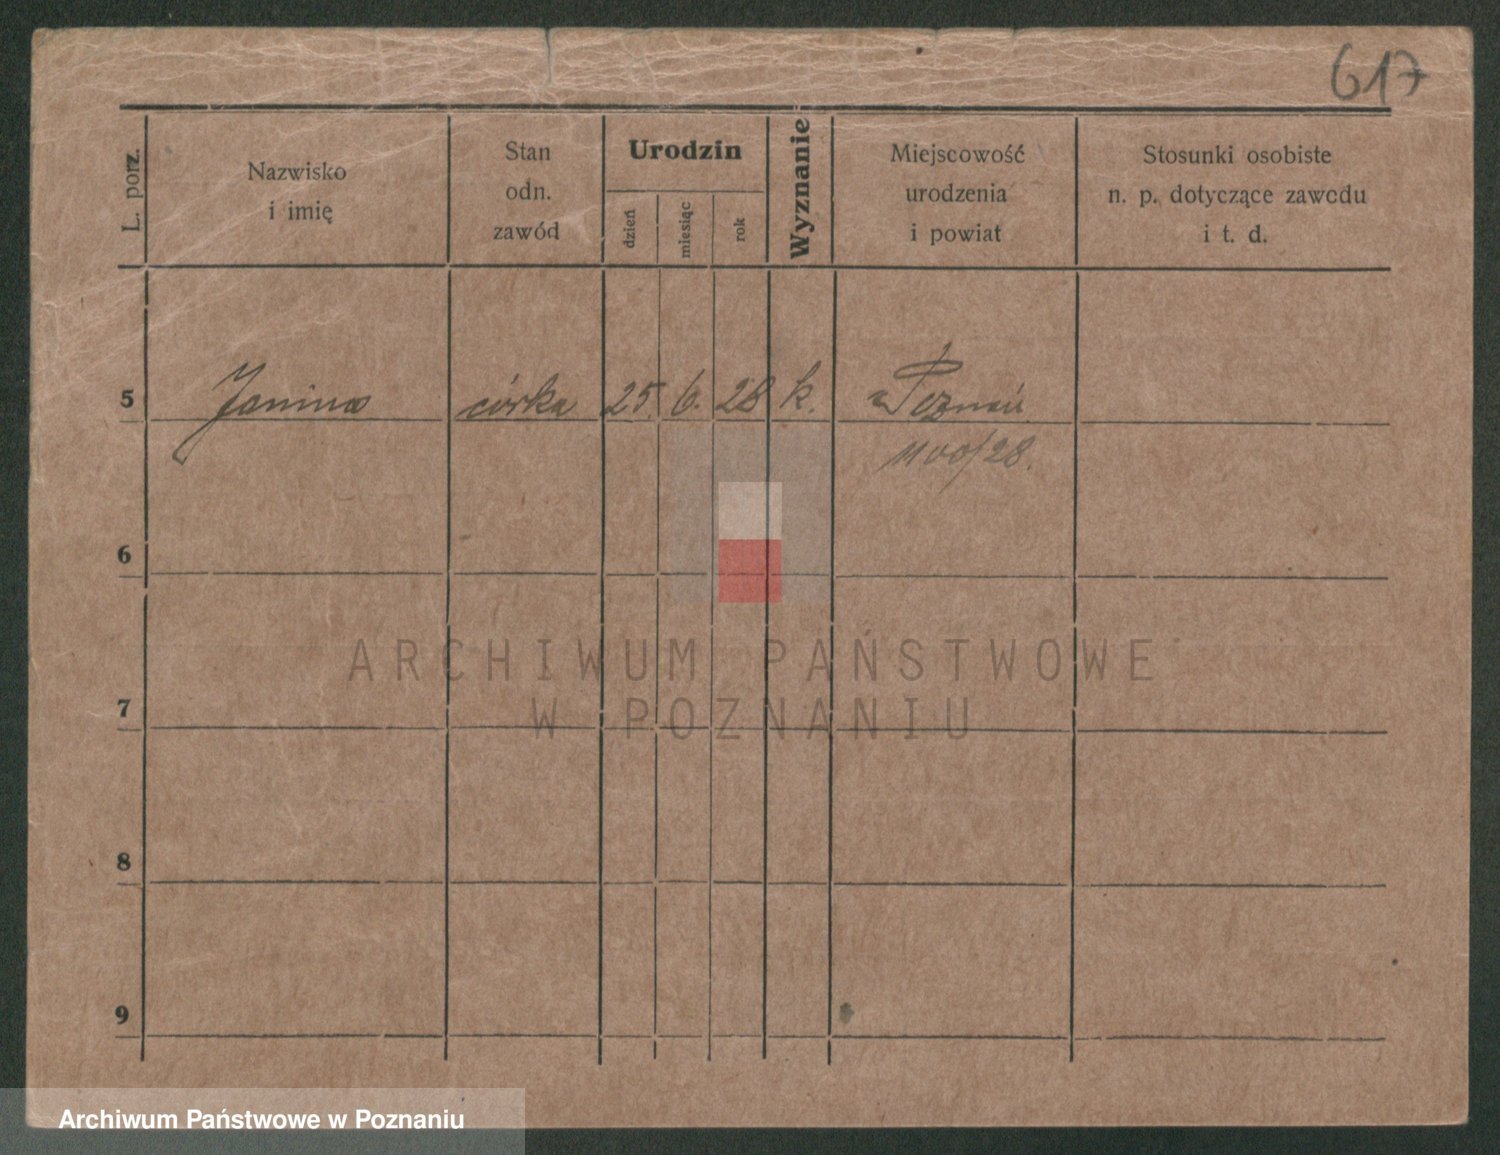 617
L. porz.
Nazwisko
i imię
Stan
odn.
zawód
Urodzin
dzień
miesiąc
rok
Wyznanie
Miejscowość
urodzenia
i powiat
Stosunki osobiste
n. p. dotyczące zawodu
i t. d.
5 Janina córka 25. 6. 28 k. Poznań
1100/28.
6
7
8
9
ARCHIWUM PAŃSTWOWE
W POZNANIU
Archiwum Państwowe w Poznaniu